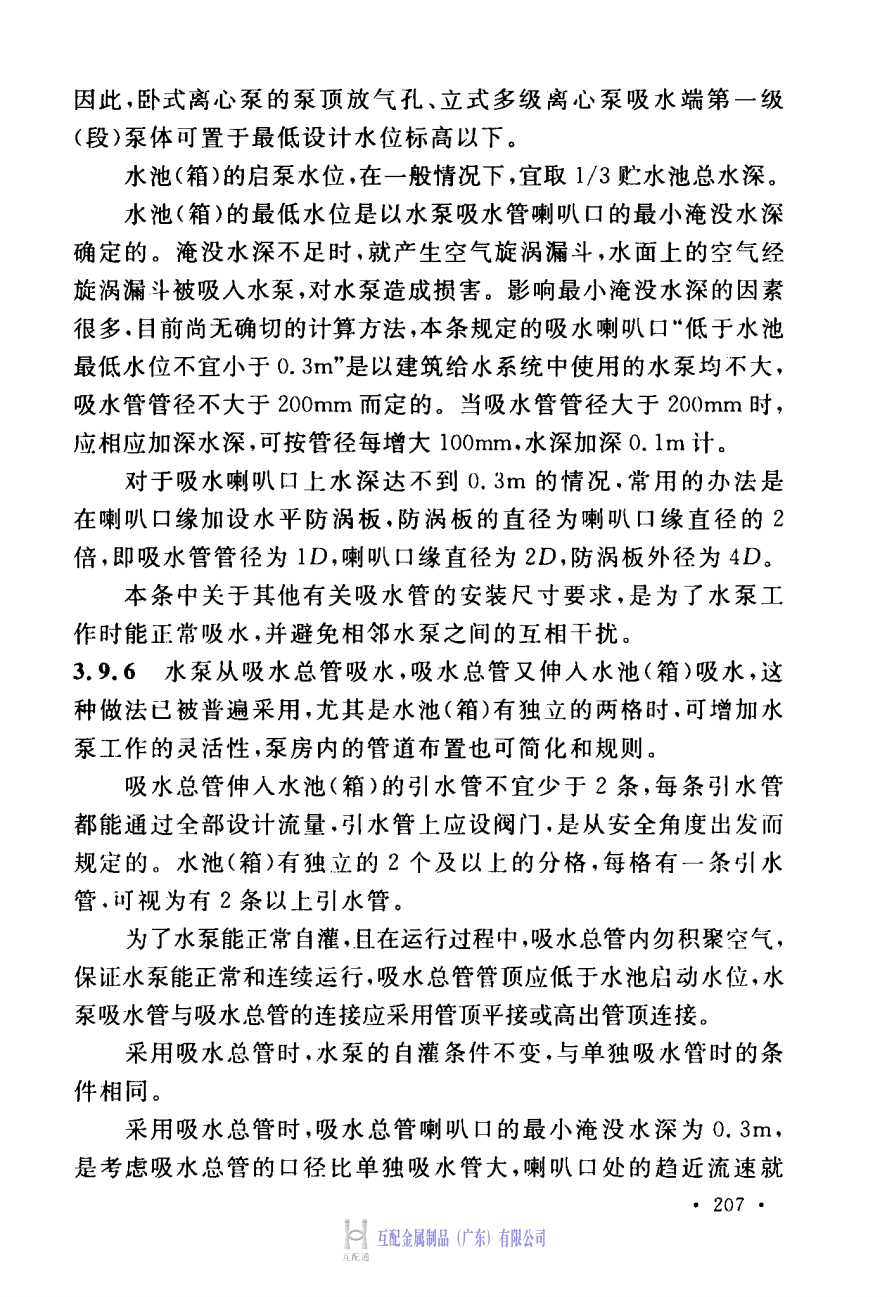 因此,卧式离心泵的泵顶放气孔、立式多级离心泵吸水端第一级
(段)泵体可置于最低设计水位标高以下。
水池(箱)的启泵水位,在一般情况下,宜取 1/3 贮水池总水深。
水池(箱)的最低水位是以水泵吸水管喇叭口的最小淹没水深
确定的。淹没水深不足时,就产生空气旋涡漏斗,水面上的空气经
旋涡漏斗被吸入水泵,对水泵造成损害。影响最小淹没水深的因素
很多,目前尚无确切的计算方法,本条规定的吸水喇叭口“低于水池
最低水位不宜小于 0.3m”是以建筑给水系统中使用的水泵均不大,
吸水管管径不大于 200mm 而定的。当吸水管管径大于 200mm 时,
应相应加深水深,可按管径每增大 100mm,水深加深 0.1m 计。
对于吸水喇叭口上水深达不到 0.3m 的情况,常用的办法是
在喇叭口缘加设水平防涡板,防涡板的直径为喇叭口缘直径的 2
倍,即吸水管管径为 1D,喇叭口缘直径为 2D,防涡板外径为 4D。
本条中关于其他有关吸水管的安装尺寸要求,是为了水泵工
作时能正常吸水,并避免相邻水泵之间的互相干扰。
3.9.6 水泵从吸水总管吸水,吸水总管又伸入水池(箱)吸水,这
种做法已被普遍采用,尤其是水池(箱)有独立的两格时,可增加水
泵工作的灵活性,泵房内的管道布置也可简化和规则。
吸水总管伸入水池(箱)的引水管不宜少于 2 条,每条引水管
都能通过全部设计流量,引水管上应设阀门,是从安全角度出发而
规定的。水池(箱)有独立的 2 个及以上的分格,每格有一条引水
管,可视为有 2 条以上引水管。
为了水泵能正常自灌,且在运行过程中,吸水总管内勿积聚空气,
保证水泵能正常和连续运行,吸水总管管顶应低于水池启动水位,水
泵吸水管与吸水总管的连接应采用管顶平接或高出管顶连接。
采用吸水总管时,水泵的自灌条件不变,与单独吸水管时的条
件相同。
采用吸水总管时,吸水总管喇叭口的最小淹没水深为 0.3m,
是考虑吸水总管的口径比单独吸水管大,喇叭口处的趋近流速就
• 207 •
互配金属制品（广东）有限公司
互配通